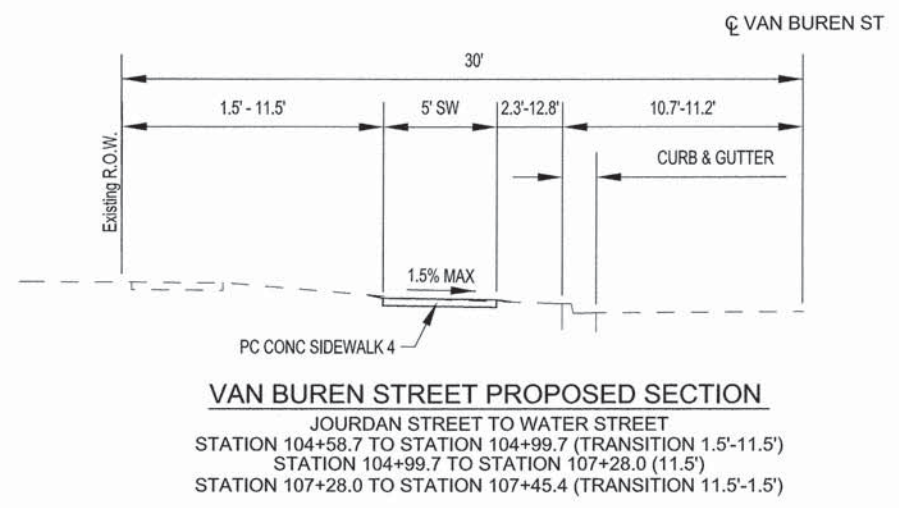 ℄ VAN BUREN ST
30'
1.5' - 11.5'
5' SW
2.3'-12.8'
10.7'-11.2'
CURB & GUTTER
Existing R.O.W.
1.5% MAX
PC CONC SIDEWALK 4
VAN BUREN STREET PROPOSED SECTION
JOURDAN STREET TO WATER STREET
STATION 104+58.7 TO STATION 104+99.7 (TRANSITION 1.5'-11.5')
STATION 104+99.7 TO STATION 107+28.0 (11.5')
STATION 107+28.0 TO STATION 107+45.4 (TRANSITION 11.5'-1.5')